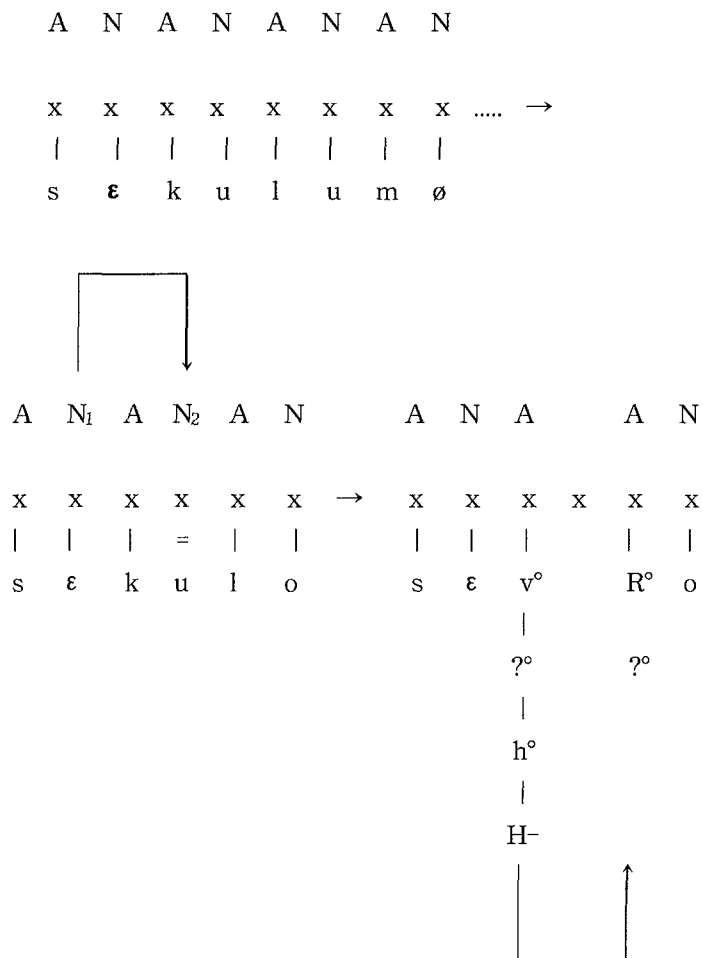 A N A N A N A N
x x x x x x x x ..... →
s ɛ k u l u m ø
A N₁ A N₂ A N A N A A N
x x x x x x → x x x x x x
| | | = | | | | | | |
s ɛ k u l o s ɛ v° R° o
?° ?°
h°
H-